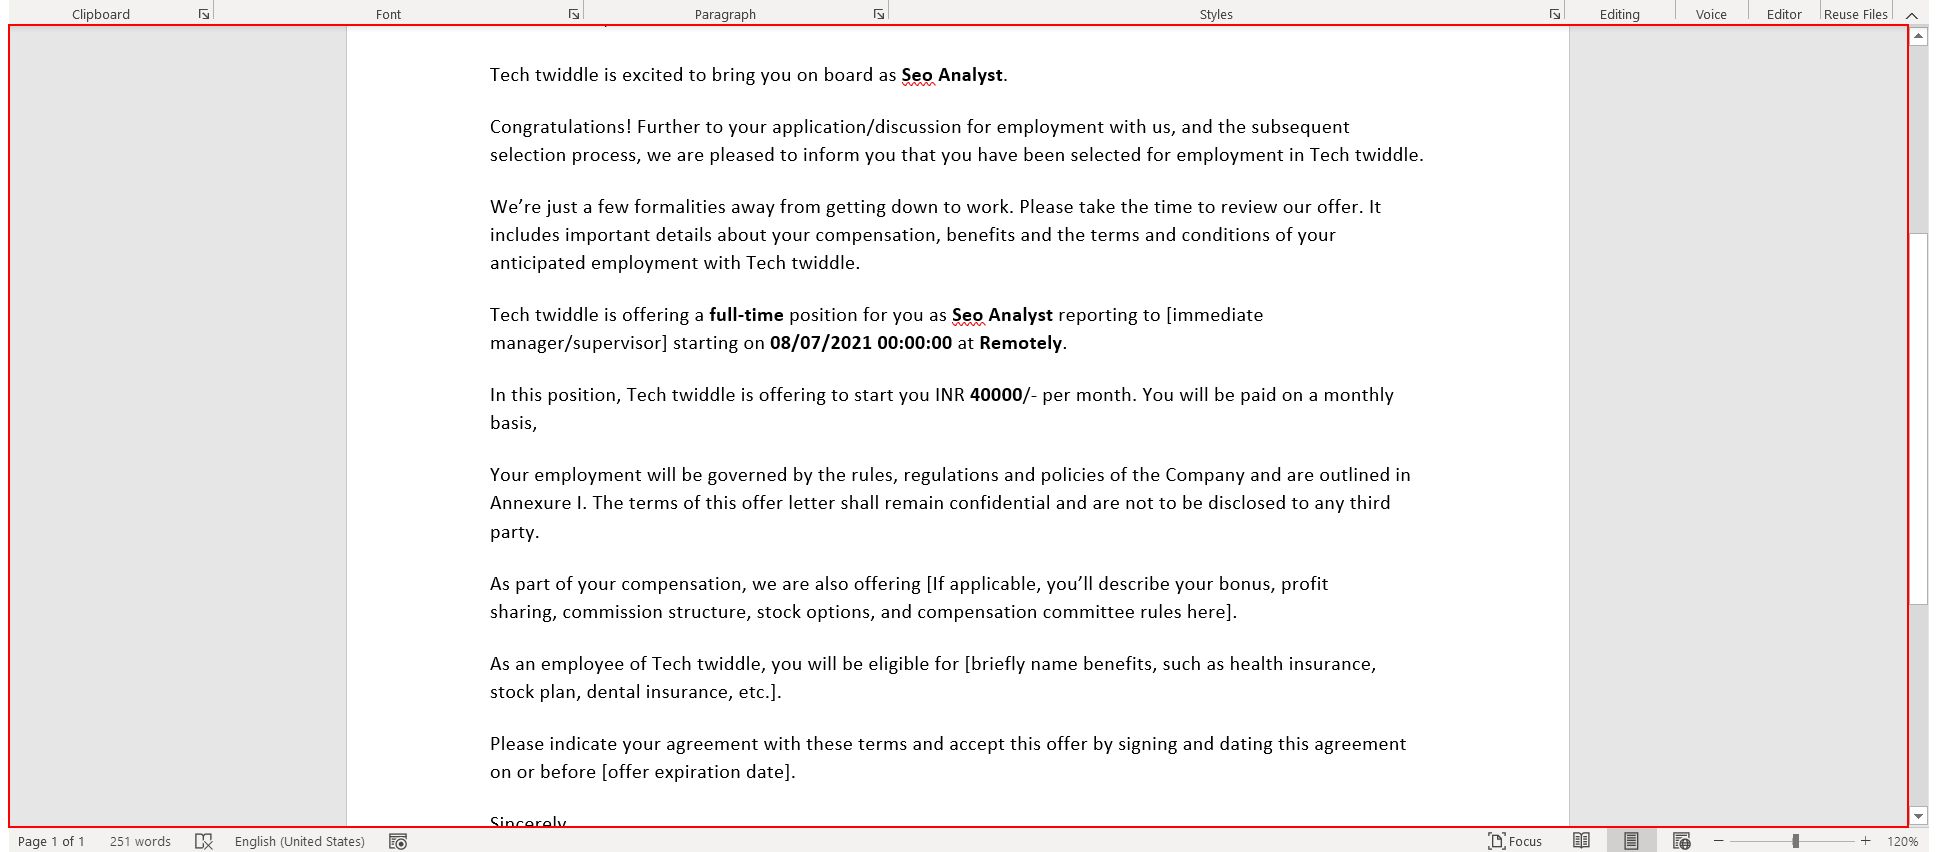 Clipboard Font Paragraph Styles Editing Voice Editor Reuse Files
Tech twiddle is excited to bring you on board as Seo Analyst.
Congratulations! Further to your application/discussion for employment with us, and the subsequent
selection process, we are pleased to inform you that you have been selected for employment in Tech twiddle.
We’re just a few formalities away from getting down to work. Please take the time to review our offer. It
includes important details about your compensation, benefits and the terms and conditions of your
anticipated employment with Tech twiddle.
Tech twiddle is offering a full-time position for you as Seo Analyst reporting to [immediate
manager/supervisor] starting on 08/07/2021 00:00:00 at Remotely.
In this position, Tech twiddle is offering to start you INR 40000/- per month. You will be paid on a monthly
basis,
Your employment will be governed by the rules, regulations and policies of the Company and are outlined in
Annexure I. The terms of this offer letter shall remain confidential and are not to be disclosed to any third
party.
As part of your compensation, we are also offering [If applicable, you’ll describe your bonus, profit
sharing, commission structure, stock options, and compensation committee rules here].
As an employee of Tech twiddle, you will be eligible for [briefly name benefits, such as health insurance,
stock plan, dental insurance, etc.].
Please indicate your agreement with these terms and accept this offer by signing and dating this agreement
on or before [offer expiration date].
Sincerely
Page 1 of 1 251 words English (United States) Focus 120%